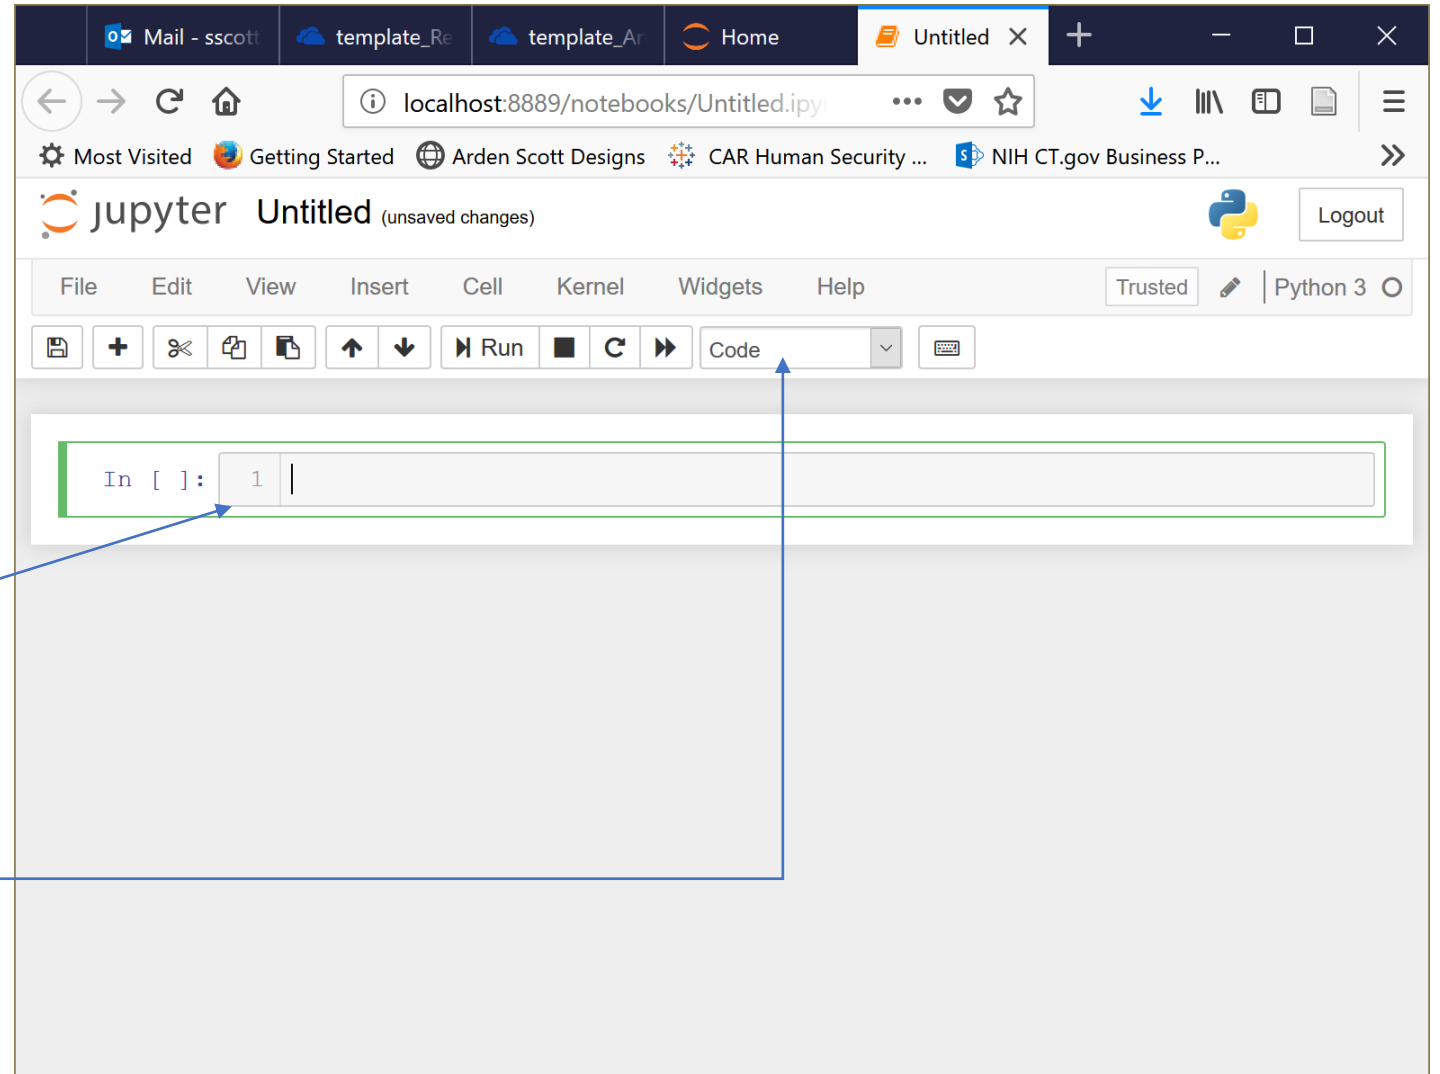 Mail - sscott template_Re template_Ar Home Untitled
localhost:8889/notebooks/Untitled.ipy
Most Visited Getting Started Arden Scott Designs CAR Human Security ... NIH CT.gov Business P...
jupyter Untitled (unsaved changes) Logout
File Edit View Insert Cell Kernel Widgets Help Trusted Python 3
Run Code
In [ ]: 1